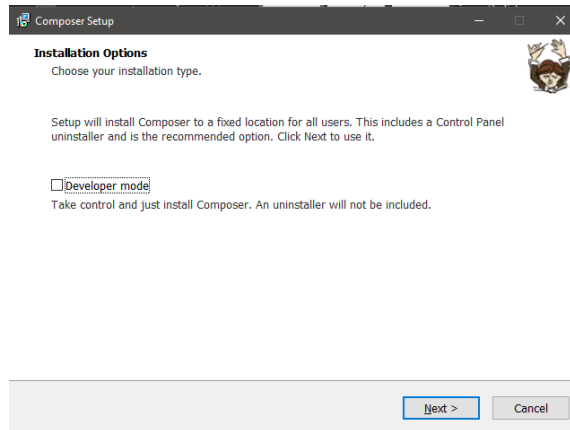 Composer Setup
Installation Options
Choose your installation type.
Setup will install Composer to a fixed location for all users. This includes a Control Panel
uninstaller and is the recommended option. Click Next to use it.
Developer mode
Take control and just install Composer. An uninstaller will not be included.
Next >
Cancel